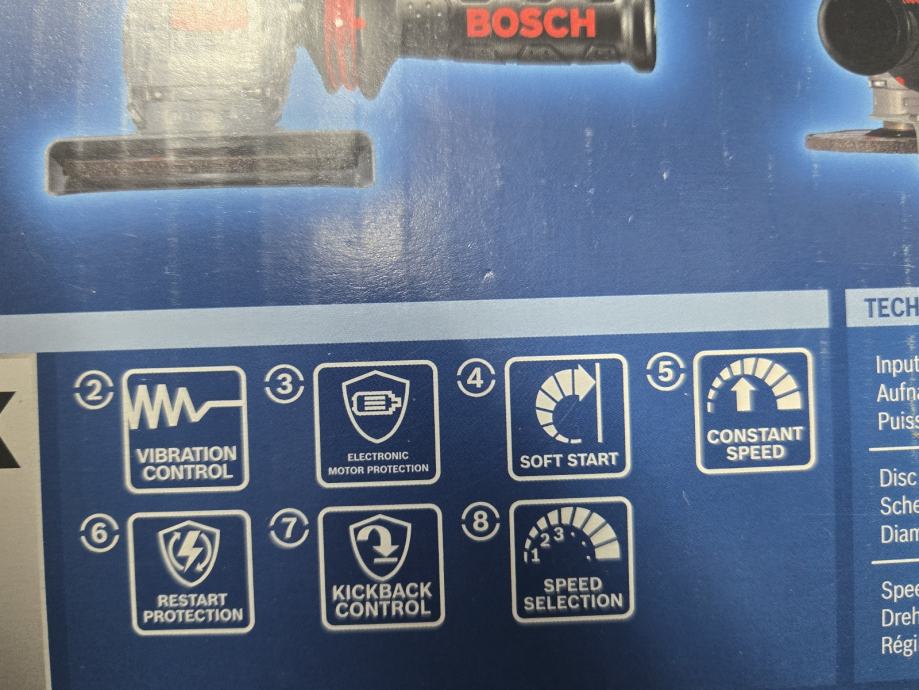 BOSCH
TECH
2
VIBRATION
CONTROL
3
ELECTRONIC
MOTOR PROTECTION
4
SOFT START
5
CONSTANT
SPEED
6
RESTART
PROTECTION
7
KICKBACK
CONTROL
8
1 2 3
SPEED
SELECTION
Input
Aufna
Puiss
Disc
Sche
Diam
Spee
Dreh
Régi